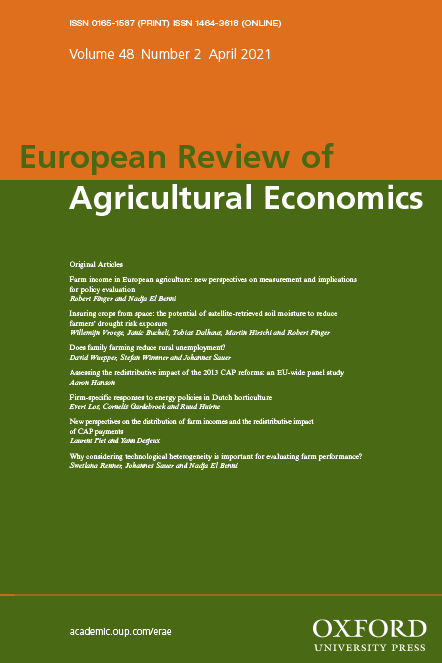 ISSN 0165-1587 (PRINT) ISSN 1464-3618 (ONLINE)
Volume 48 Number 2 April 2021
European Review of
Agricultural Economics
Original Articles
Farm income in European agriculture: new perspectives on measurement and implications
for policy evaluation
Robert Finger and Nadja El Benni
Insuring crops from space: the potential of satellite-retrieved soil moisture to reduce
farmers' drought risk exposure
Willemijn Vroege, Janic Bucheli, Tobias Dalhaus, Martin Hirschi and Robert Finger
Does family farming reduce rural unemployment?
David Wuepper, Stefan Wimmer and Johannes Sauer
Assessing the redistributive impact of the 2013 CAP reforms: an EU-wide panel study
Aaron Hanson
Firm-specific responses to energy policies in Dutch horticulture
Evert Los, Cornelis Gardebroek and Ruud Huirne
New perspectives on the distribution of farm incomes and the redistributive impact
of CAP payments
Laurent Piet and Yann Desjeux
Why considering technological heterogeneity is important for evaluating farm performance?
Swetlana Renner, Johannes Sauer and Nadja El Benni
academic.oup.com/erae
OXFORD
UNIVERSITY PRESS